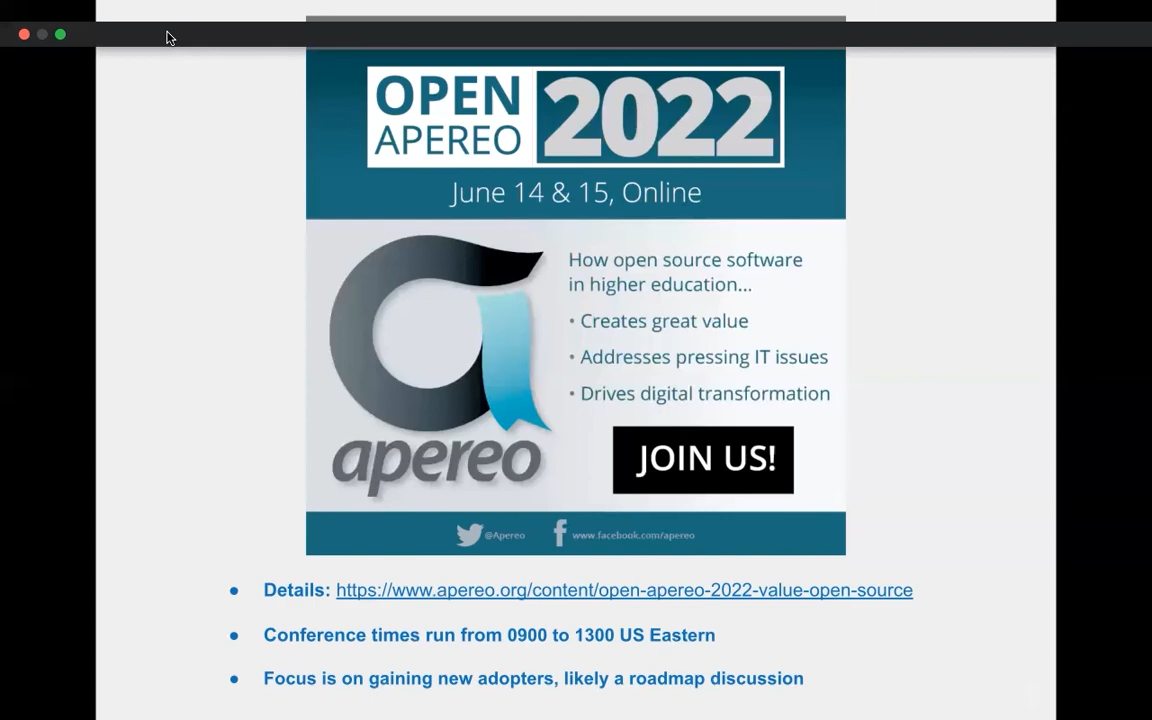 OPEN
APEREO
2022
June 14 & 15, Online
How open source software
in higher education...
• Creates great value
• Addresses pressing IT issues
• Drives digital transformation
JOIN US!
apereo
@Apereo
www.facebook.com/apereo
● Details: https://www.apereo.org/content/open-apereo-2022-value-open-source
● Conference times run from 0900 to 1300 US Eastern
● Focus is on gaining new adopters, likely a roadmap discussion